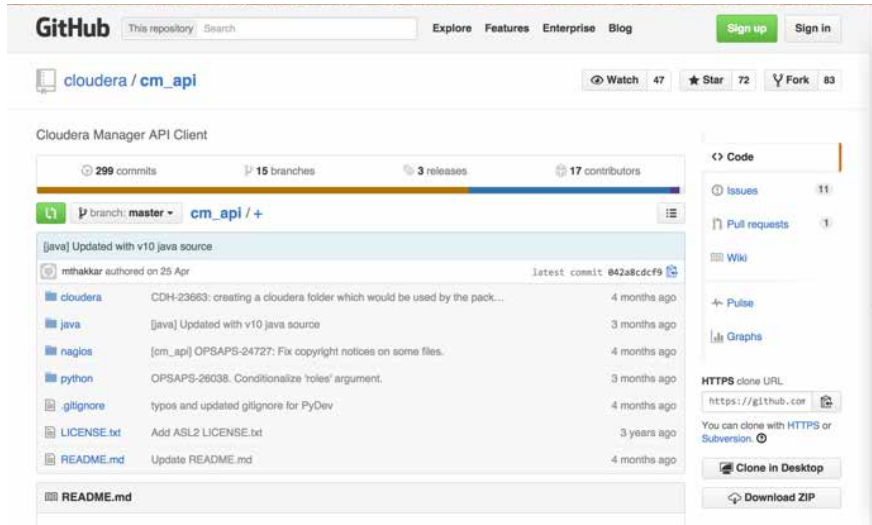 GitHub This repository Search Explore Features Enterprise Blog Sign up Sign in
cloudera / cm_api Watch 47 Star 72 Fork 83
Cloudera Manager API Client
299 commits 15 branches 3 releases 17 contributors
branch: master cm_api / +
[java] Updated with v10 java source
mthakkar authored on 25 Apr latest commit 042a8cdcf9
cloudera CDH-23663: creating a cloudera folder which would be used by the pack... 4 months ago
java [java] Updated with v10 java source 3 months ago
nagios [cm_api] OPSAPS-24727: Fix copyright notices on some files. 4 months ago
python OPSAPS-26038. Conditionalize 'roles' argument. 3 months ago
.gitignore typos and updated gitignore for PyDev 4 months ago
LICENSE.txt Add ASL2 LICENSE.txt 3 years ago
README.md Update README.md 4 months ago
README.md
<> Code
Issues 11
Pull requests 1
Wiki
Pulse
Graphs
HTTPS clone URL
https://github.com
You can clone with HTTPS or
Subversion.
Clone in Desktop
Download ZIP